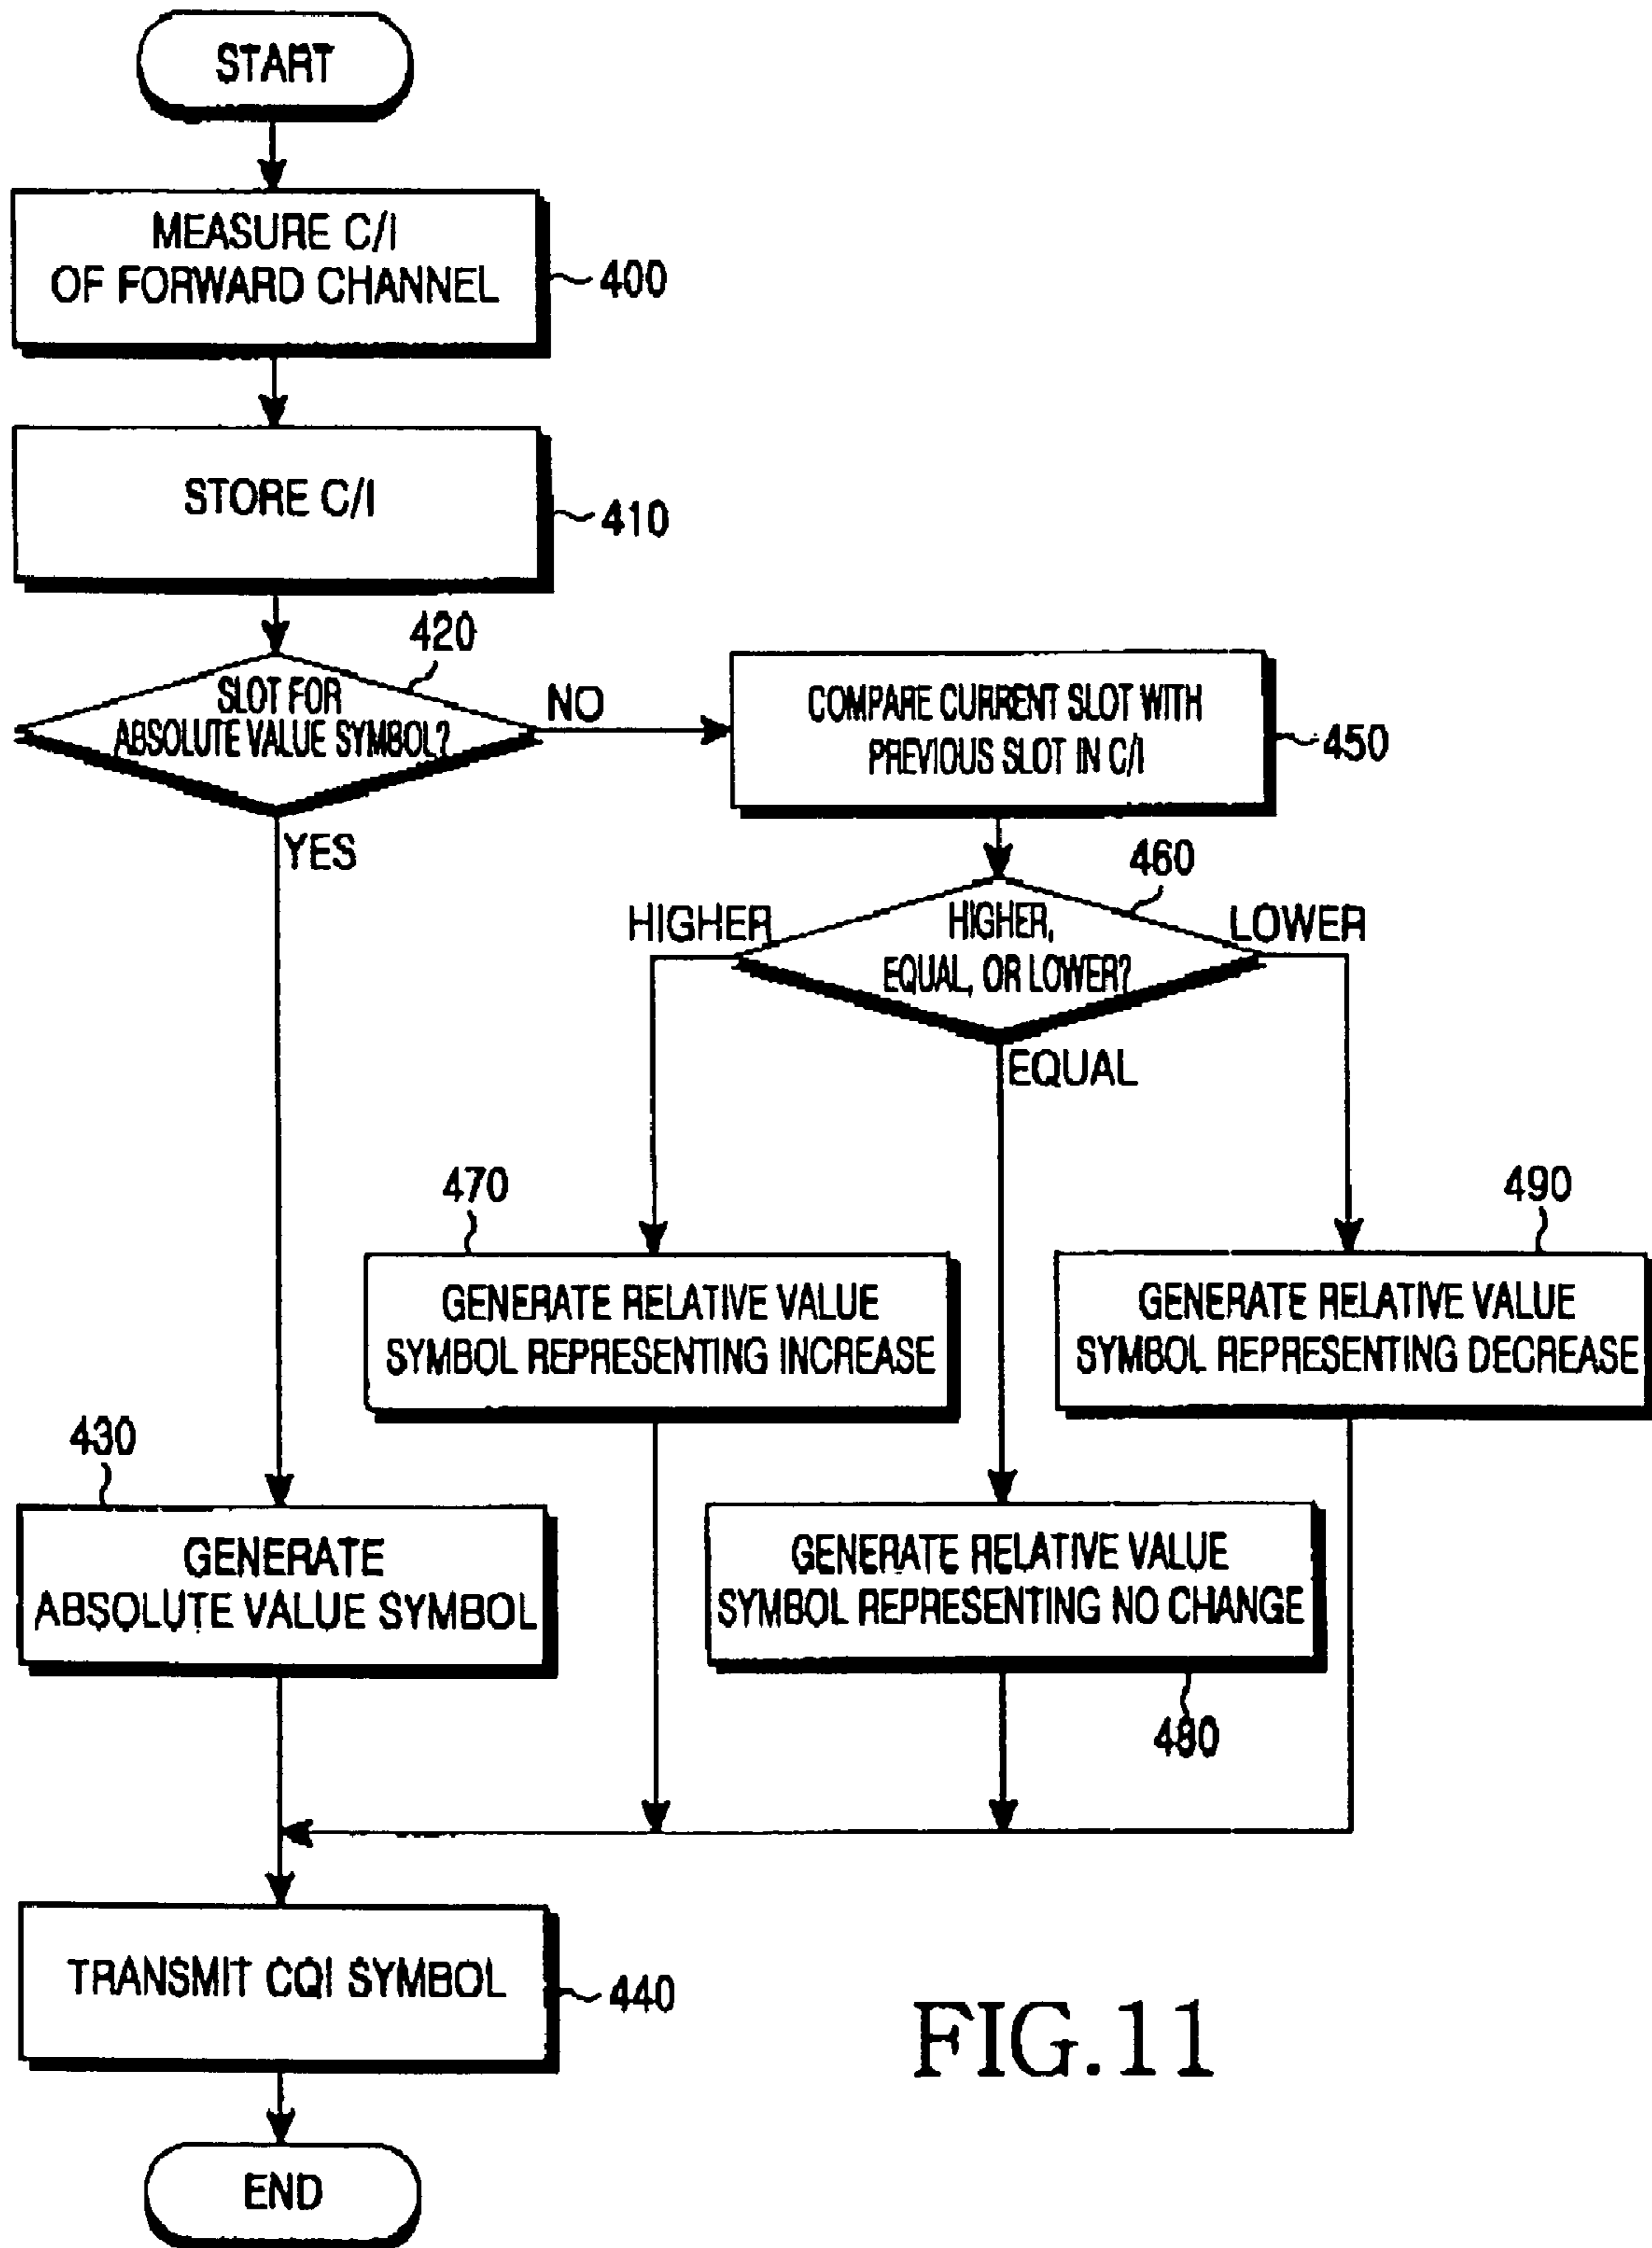 START
MEASURE C/I
OF FORWARD CHANNEL
400
STORE C/I
410
420
SLOT FOR
ABSOLUTE VALUE SYMBOL?
NO
YES
COMPARE CURRENT SLOT WITH
PREVIOUS SLOT IN C/I
450
460
HIGHER
HIGHER,
EQUAL, OR LOWER?
LOWER
EQUAL
470
GENERATE RELATIVE VALUE
SYMBOL REPRESENTING INCREASE
490
GENERATE RELATIVE VALUE
SYMBOL REPRESENTING DECREASE
430
GENERATE
ABSOLUTE VALUE SYMBOL
GENERATE RELATIVE VALUE
SYMBOL REPRESENTING NO CHANGE
480
TRANSMIT CQI SYMBOL
440
END
FIG.11